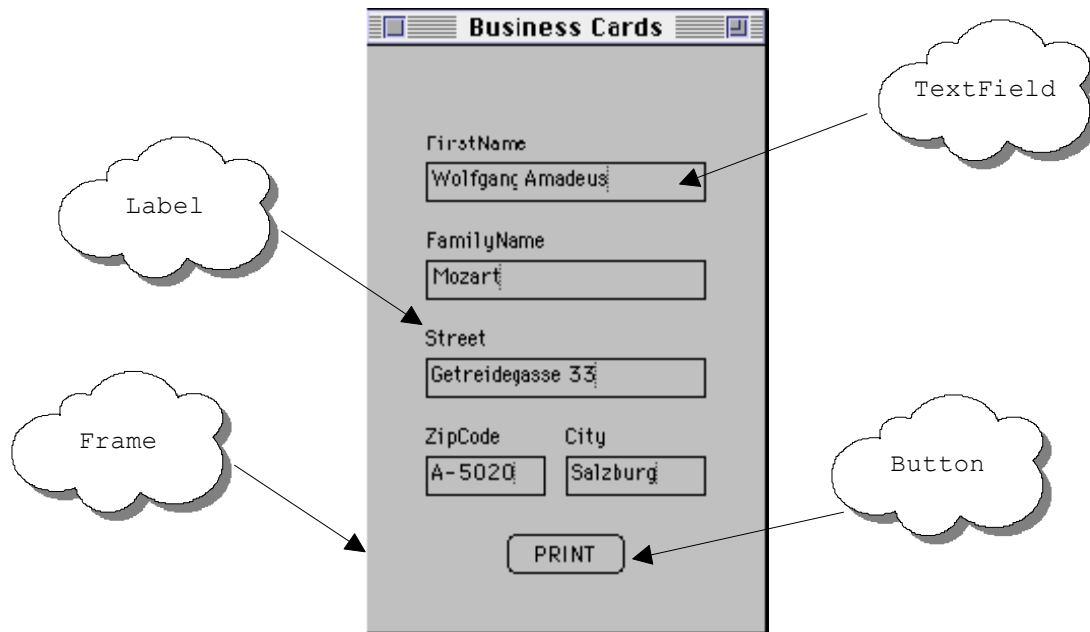 Business Cards
TextField
FirstName
Wolfgang Amadeus
Label
FamilyName
Mozart
Street
Getreidegasse 33
Frame
ZipCode City
A-5020 Salzburg
Button
PRINT